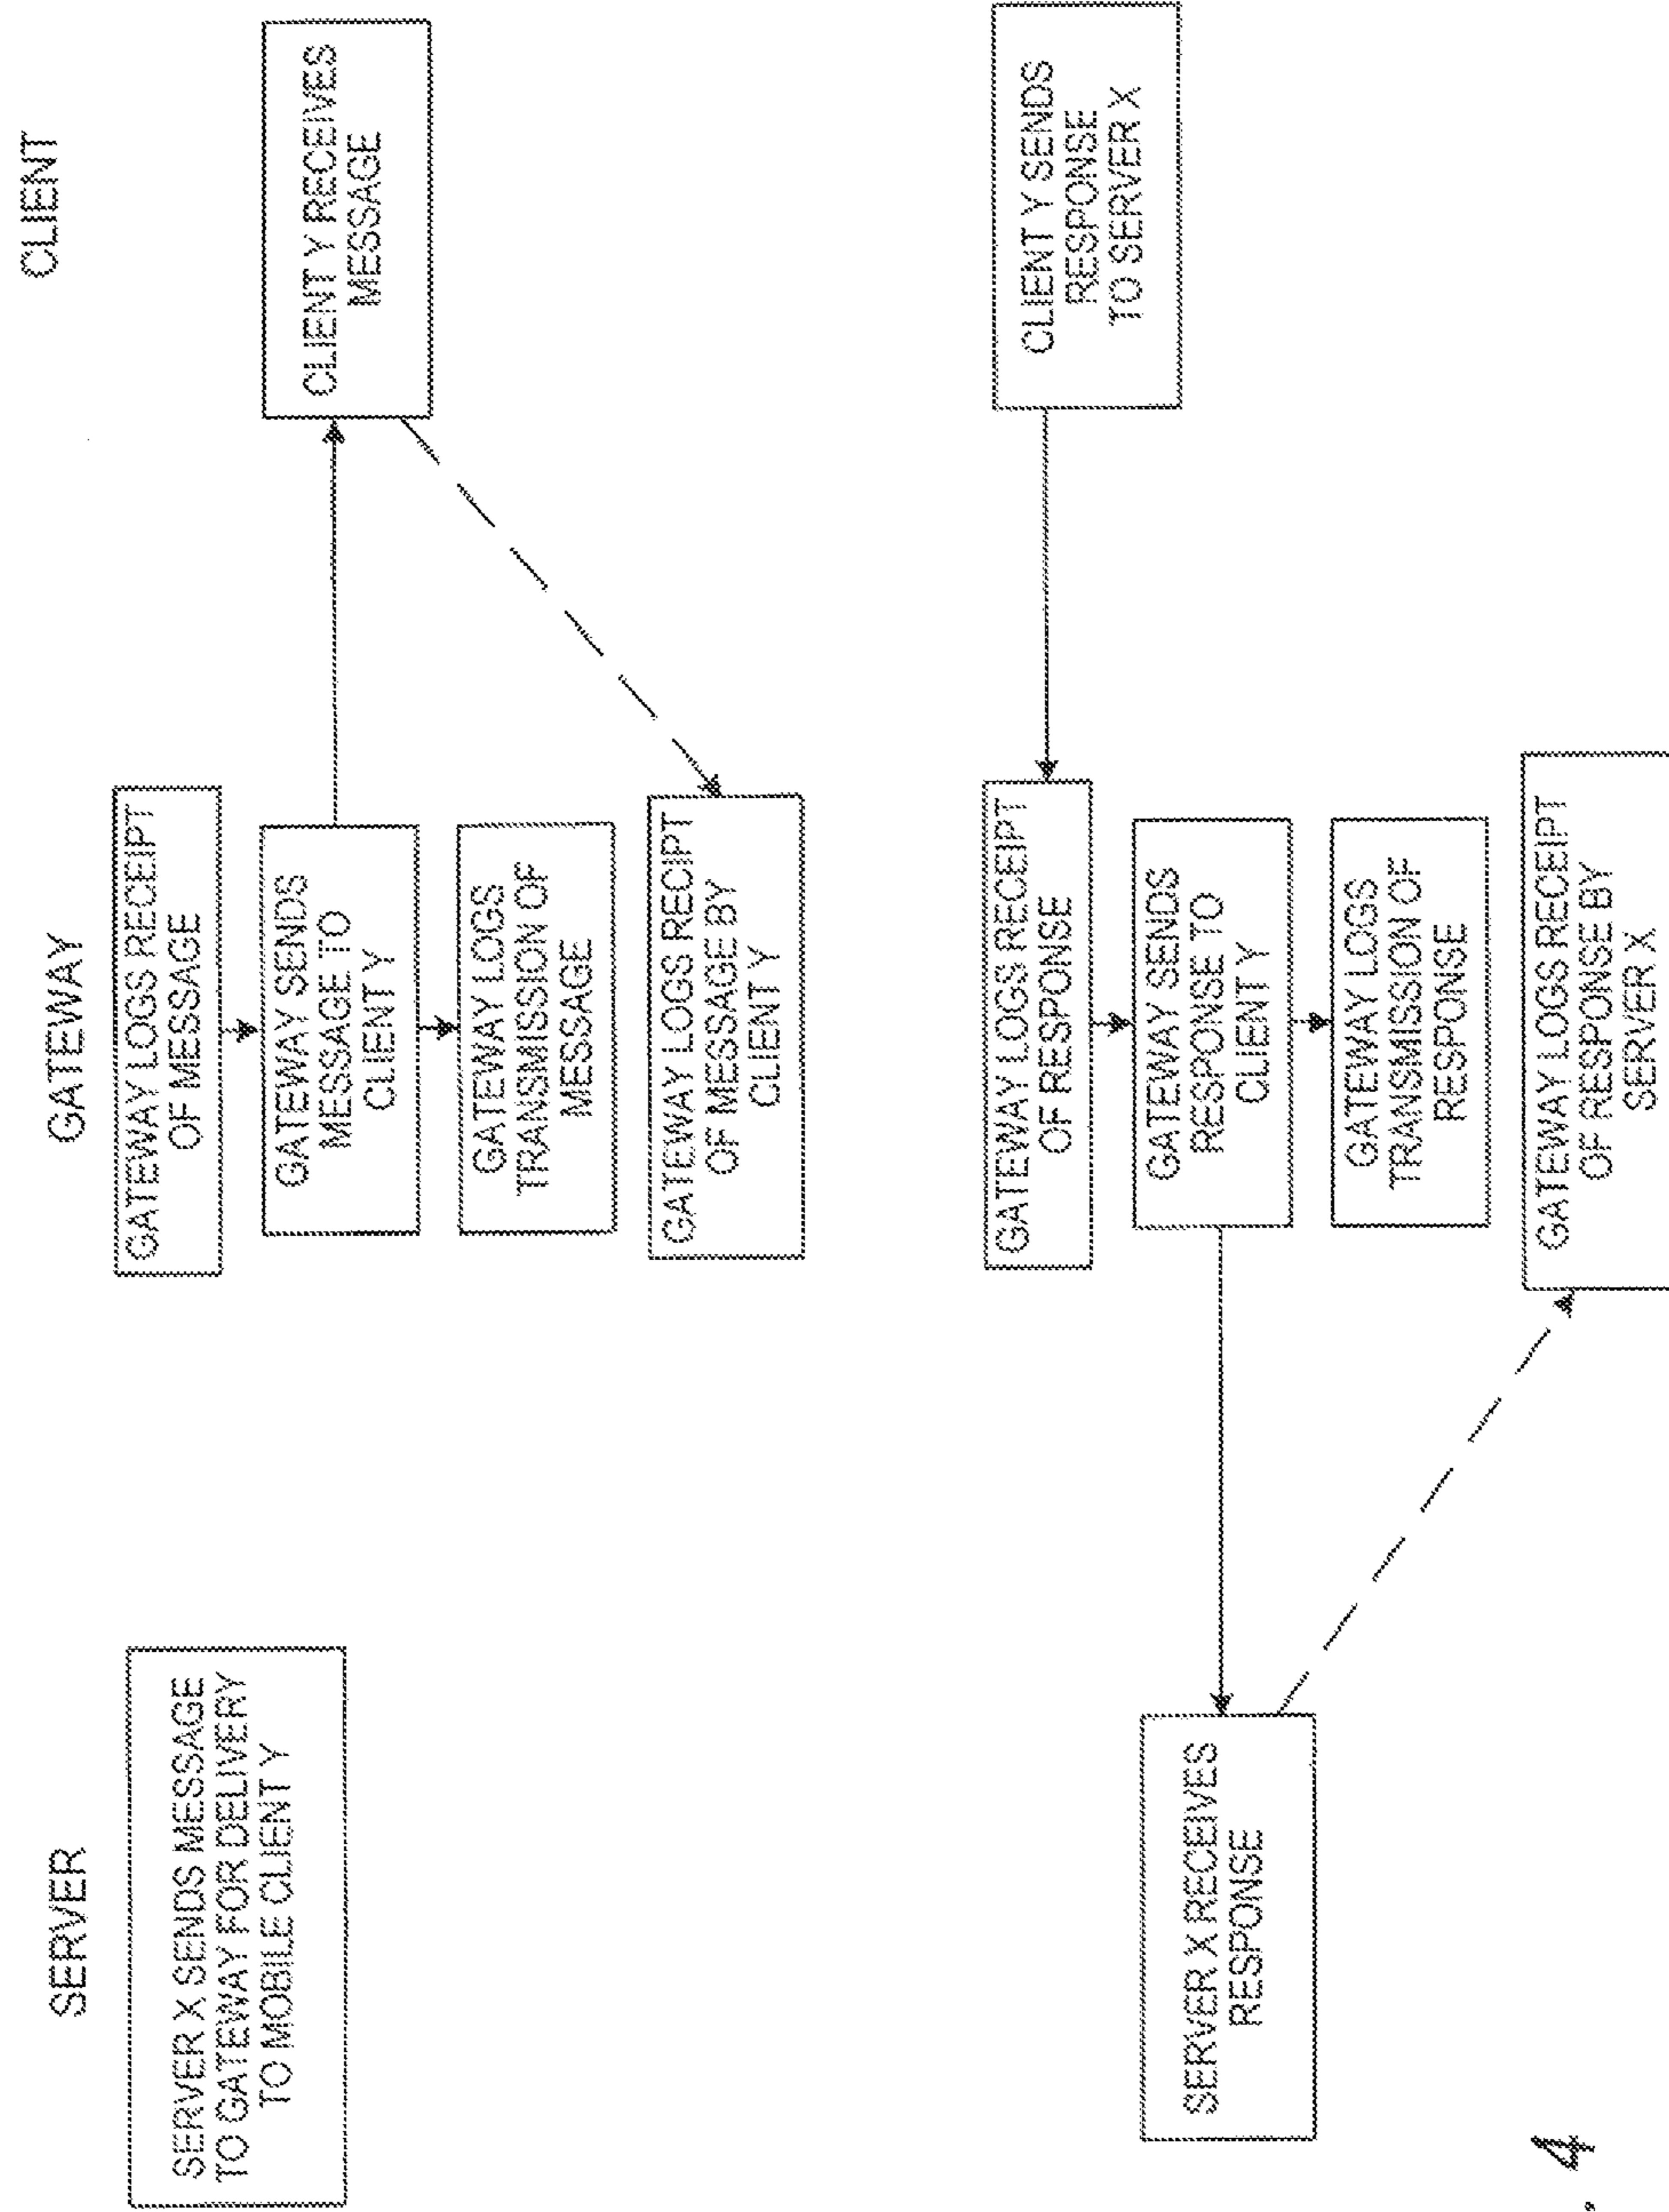 SERVER
GATEWAY
CLIENT
SERVER X SENDS MESSAGE
TO GATEWAY FOR DELIVERY
TO MOBILE CLIENT Y
GATEWAY LOGS RECEIPT
OF MESSAGE
GATEWAY SENDS
MESSAGE TO
CLIENT Y
CLIENT Y RECEIVES
MESSAGE
GATEWAY LOGS
TRANSMISSION OF
MESSAGE
GATEWAY LOGS RECIPT
OF MESSAGE BY
CLIENT Y
CLIENT Y SENDS
RESPONSE
TO SERVER X
GATEWAY LOGS RECEIPT
OF RESPONSE
GATEWAY SENDS
RESPONSE TO
CLIENT Y
SERVER X RECEIVES
RESPONSE
GATEWAY LOGS
TRANSMISSION OF
RESPONSE
GATEWAY LOGS RECEIPT
OF RESPONSE BY
SERVER X
. 4